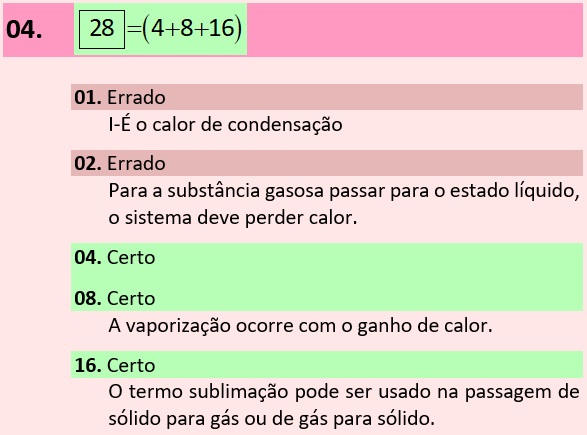 04. 28 =(4+8+16)
01. Errado
I-É o calor de condensação
02. Errado
Para a substância gasosa passar para o estado líquido,
o sistema deve perder calor.
04. Certo
08. Certo
A vaporização ocorre com o ganho de calor.
16. Certo
O termo sublimação pode ser usado na passagem de
sólido para gás ou de gás para sólido.